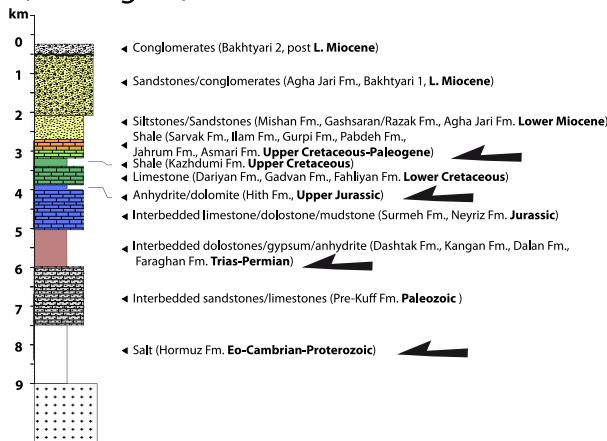 km
0
Conglomerates (Bakhtyari 2, post L. Miocene)
1
Sandstones/conglomerates (Agha Jari Fm., Bakhtyari 1, L. Miocene)
2
Siltstones/Sandstones (Mishan Fm., Gashsaran/Razak Fm., Agha Jari Fm. Lower Miocene)
Shale (Sarvak Fm., Ilam Fm., Gurpi Fm., Pabdeh Fm.,
Jahrum Fm., Asmari Fm. Upper Cretaceous-Paleogene)
3
Shale (Kazhdumi Fm. Upper Cretaceous)
Limestone (Dariyan Fm., Gadvan Fm., Fahliyan Fm. Lower Cretaceous)
4
Anhydrite/dolomite (Hith Fm., Upper Jurassic)
Interbedded limestone/dolostone/mudstone (Surmeh Fm., Neyriz Fm. Jurassic)
5
Interbedded dolostones/gypsum/anhydrite (Dashtak Fm., Kangan Fm., Dalan Fm.,
Faraghan Fm. Trias-Permian)
6
Interbedded sandstones/limestones (Pre-Kuff Fm. Paleozoic )
7
8
Salt (Hormuz Fm. Eo-Cambrian-Proterozoic)
9